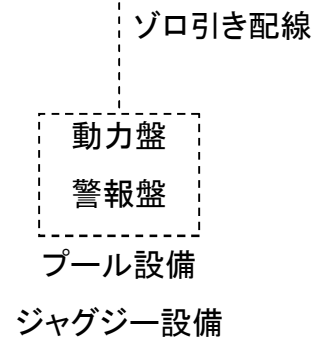 ゾロ引き配線
動力盤
警報盤
プール設備
ジャグジー設備